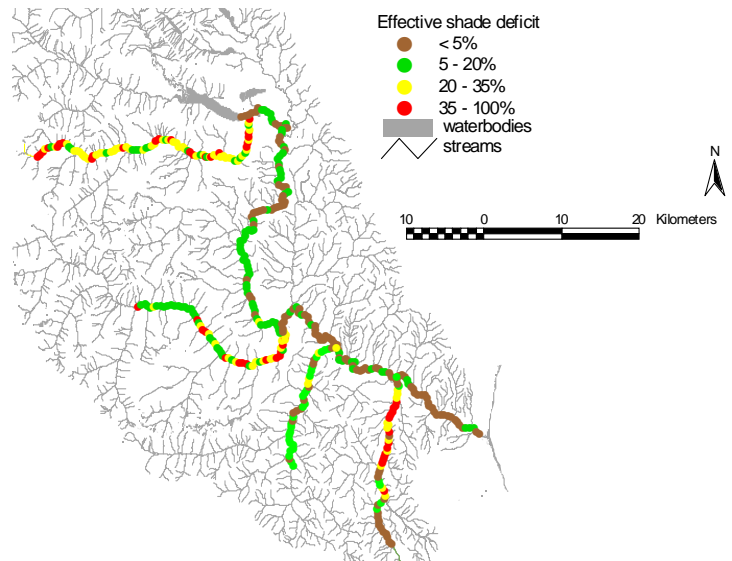 Effective shade deficit
< 5%
5 - 20%
20 - 35%
35 - 100%
waterbodies
streams
N
10 0 10 20 Kilometers